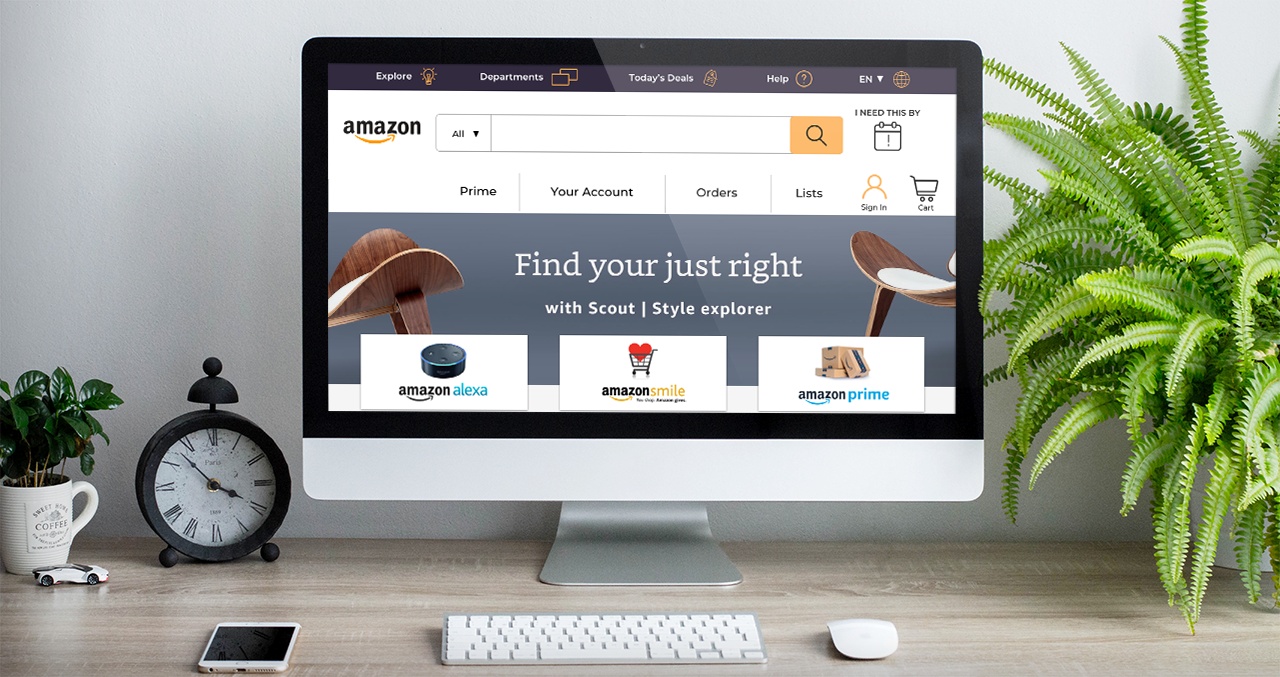 Explore
Departments
Today's Deals
Help
EN ▼
amazon
All ▼
I NEED THIS BY
!
Prime
Your Account
Orders
Lists
Sign In
Cart
Find your just right
with Scout | Style explorer
amazon alexa
amazonsmile
You shop. Amazon gives.
amazon prime
Paris
1889
SWEET HOME
COFFEE